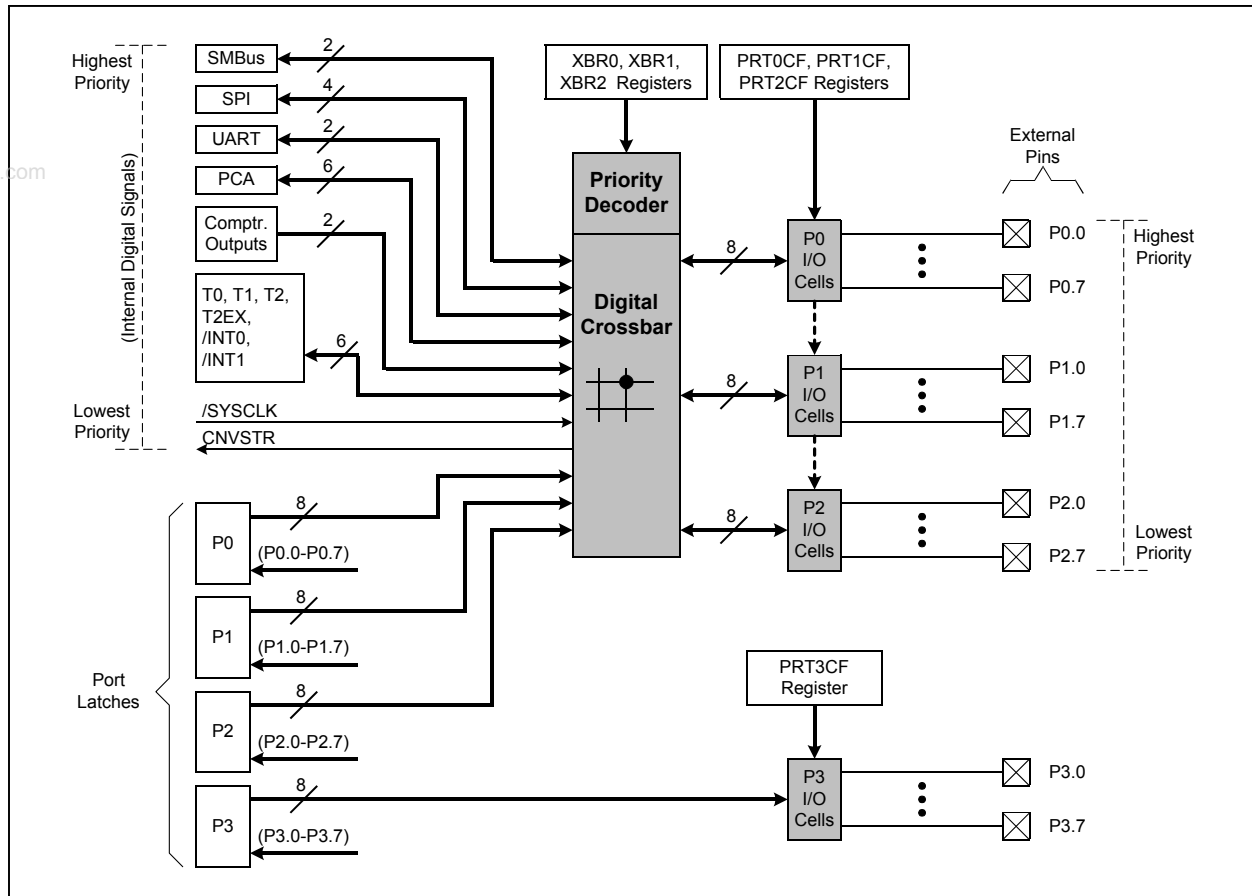 Highest
Priority
(Internal Digital Signals)
Lowest
Priority
SMBus
2
SPI
4
UART
2
PCA
6
Comptr.
Outputs
2
T0, T1, T2,
T2EX,
/INT0,
/INT1
6
/SYSCLK
CNVSTR
.com
XBR0, XBR1,
XBR2 Registers
PRT0CF, PRT1CF,
PRT2CF Registers
Priority
Decoder
Digital
Crossbar
8
P0
I/O
Cells
8
P1
I/O
Cells
8
P2
I/O
Cells
External
Pins
P0.0
P0.7
P1.0
P1.7
P2.0
P2.7
Highest
Priority
Lowest
Priority
Port
Latches
P0
8
(P0.0-P0.7)
P1
8
(P1.0-P1.7)
P2
8
(P2.0-P2.7)
P3
8
(P3.0-P3.7)
PRT3CF
Register
P3
I/O
Cells
P3.0
P3.7